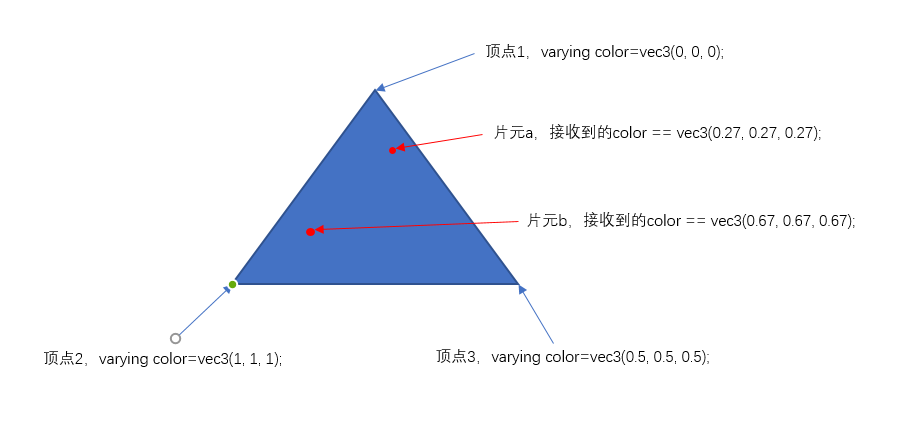 顶点1，varying color=vec3(0, 0, 0);
片元a，接收到的color == vec3(0.27, 0.27, 0.27);
片元b，接收到的color == vec3(0.67, 0.67, 0.67);
顶点2，varying color=vec3(1, 1, 1);
顶点3，varying color=vec3(0.5, 0.5, 0.5);